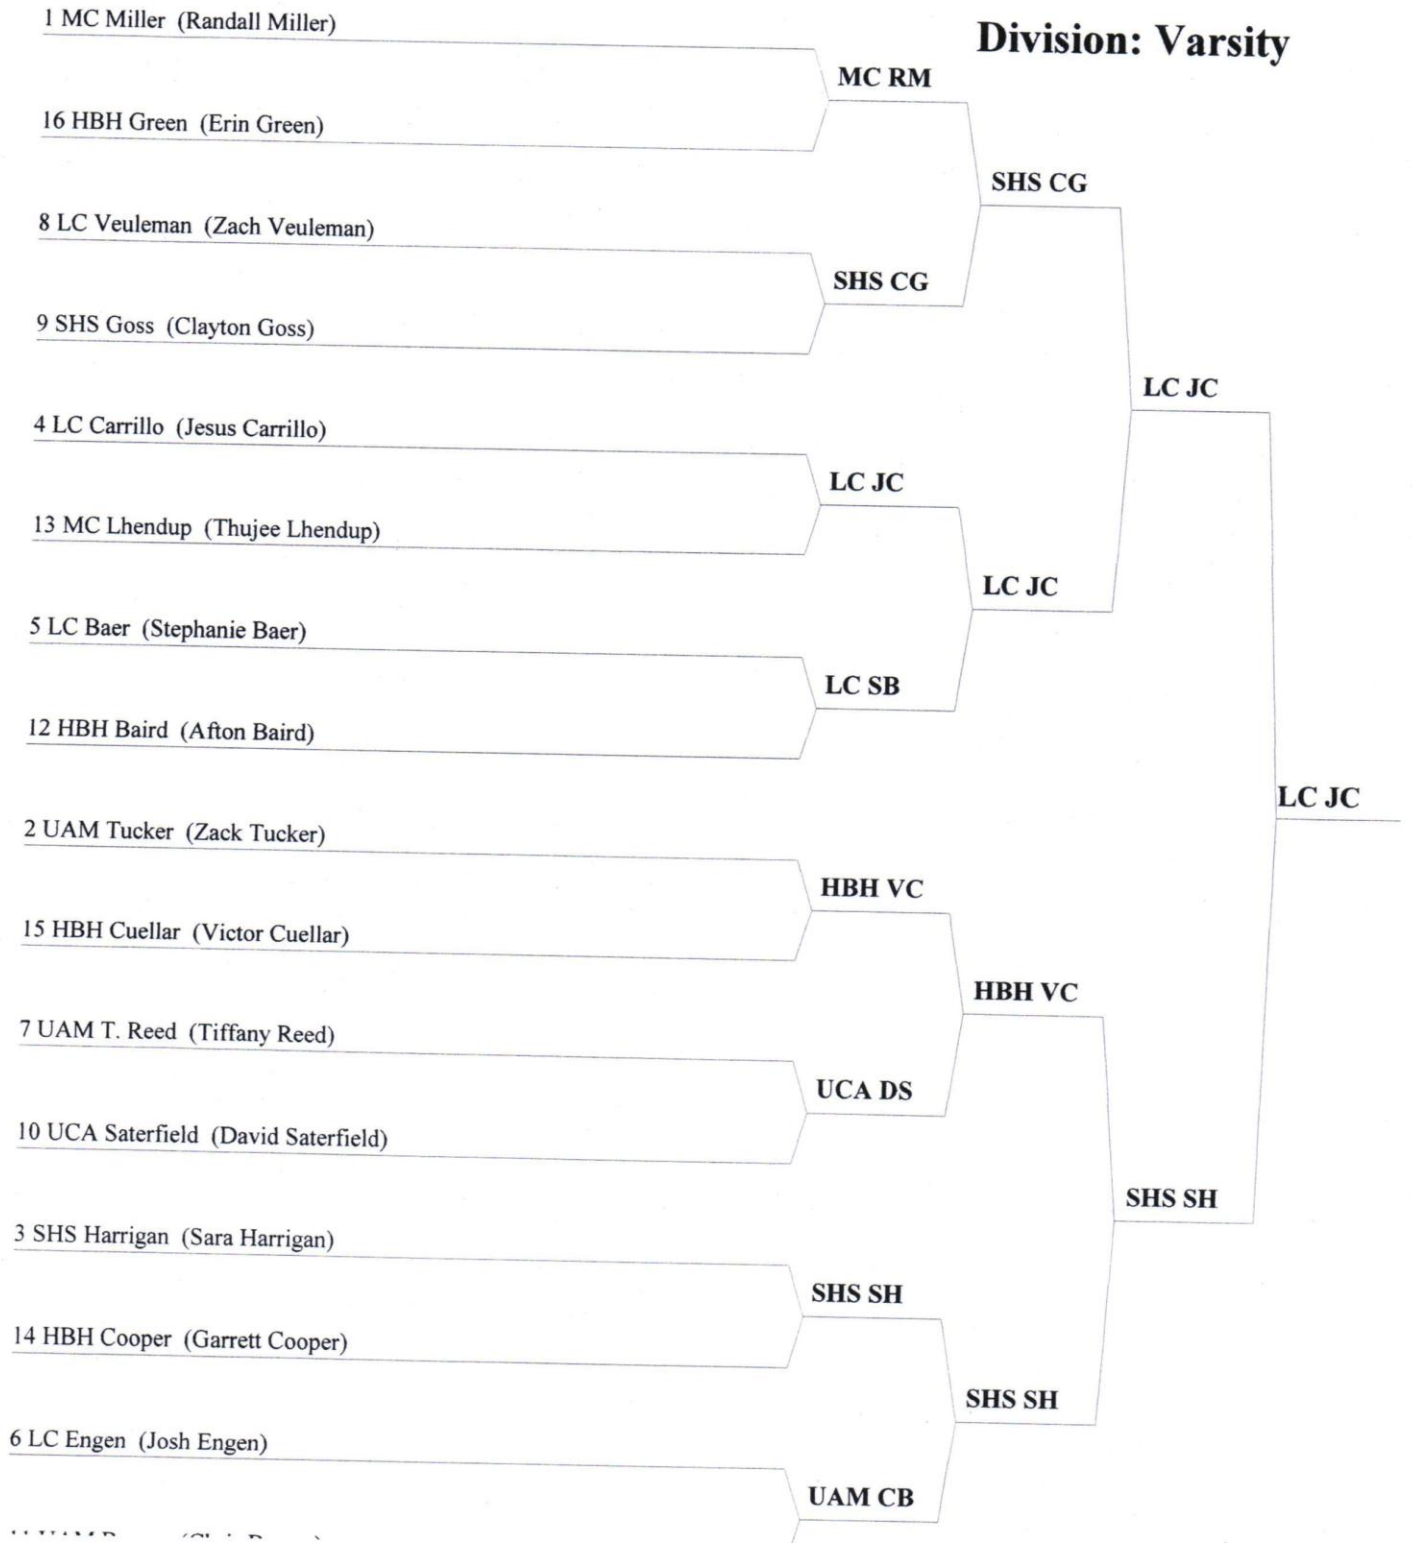 Division: Varsity
1 MC Miller (Randall Miller)
MC RM
16 HBH Green (Erin Green)
SHS CG
8 LC Veuleman (Zach Veuleman)
SHS CG
9 SHS Goss (Clayton Goss)
LC JC
4 LC Carrillo (Jesus Carrillo)
LC JC
13 MC Lhendup (Thujee Lhendup)
LC JC
5 LC Baer (Stephanie Baer)
LC SB
12 HBH Baird (Afton Baird)
LC JC
2 UAM Tucker (Zack Tucker)
HBH VC
15 HBH Cuellar (Victor Cuellar)
HBH VC
7 UAM T. Reed (Tiffany Reed)
UCA DS
10 UCA Saterfield (David Saterfield)
SHS SH
3 SHS Harrigan (Sara Harrigan)
SHS SH
14 HBH Cooper (Garrett Cooper)
SHS SH
6 LC Engen (Josh Engen)
UAM CB